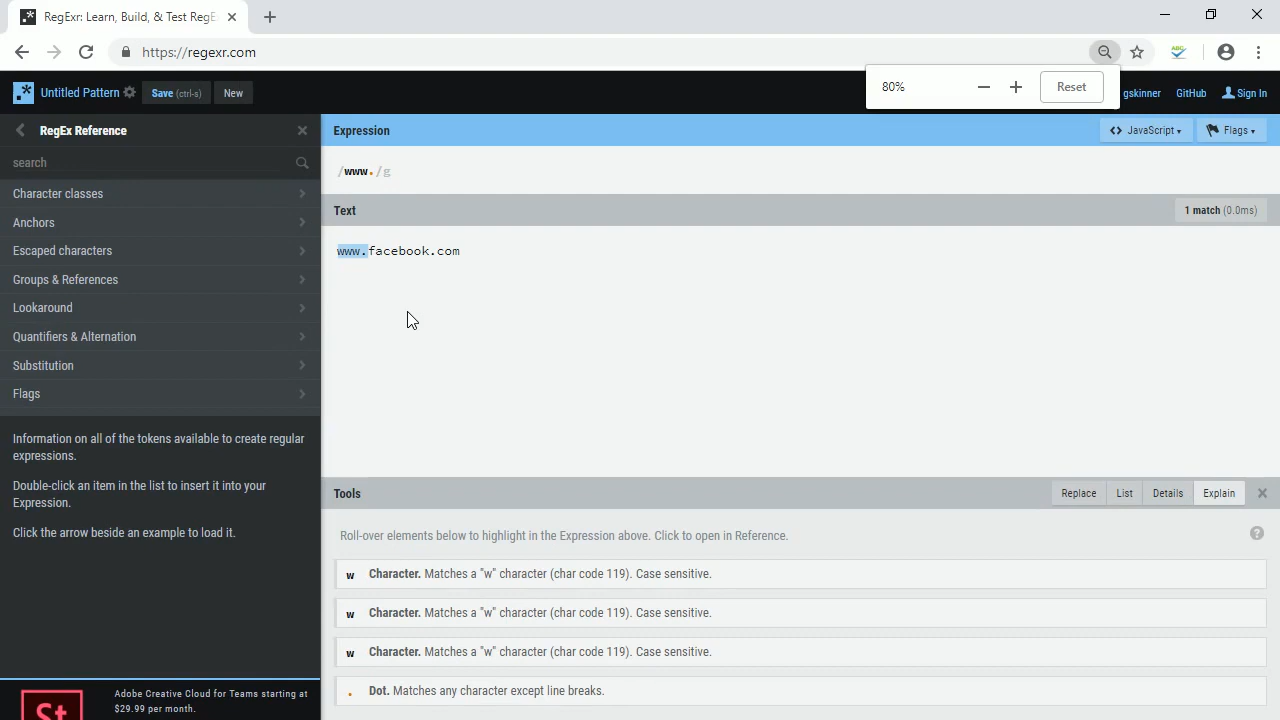 RegExr: Learn, Build, & Test RegE
https://regexr.com
ABC
80%
Reset
Untitled Pattern
Save (ctrl-s)
New
gskinner
GitHub
Sign In
RegEx Reference
Expression
JavaScript
Flags
search
/www./g
Character classes
Text
1 match (0.0ms)
Anchors
www.facebook.com
Escaped characters
Groups & References
Lookaround
Quantifiers & Alternation
Substitution
Flags
Information on all of the tokens available to create regular
expressions.
Double-click an item in the list to insert it into your
Expression.
Click the arrow beside an example to load it.
Tools
Replace
List
Details
Explain
Roll-over elements below to highlight in the Expression above. Click to open in Reference.
?
w Character. Matches a "w" character (char code 119). Case sensitive.
w Character. Matches a "w" character (char code 119). Case sensitive.
w Character. Matches a "w" character (char code 119). Case sensitive.
. Dot. Matches any character except line breaks.
St
Adobe Creative Cloud for Teams starting at
$29.99 per month.